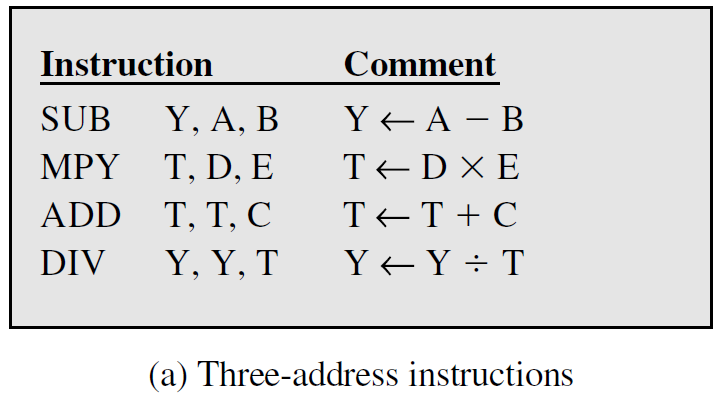 Instruction Comment
SUB Y, A, B Y ← A − B
MPY T, D, E T ← D × E
ADD T, T, C T ← T + C
DIV Y, Y, T Y ← Y ÷ T
(a) Three-address instructions